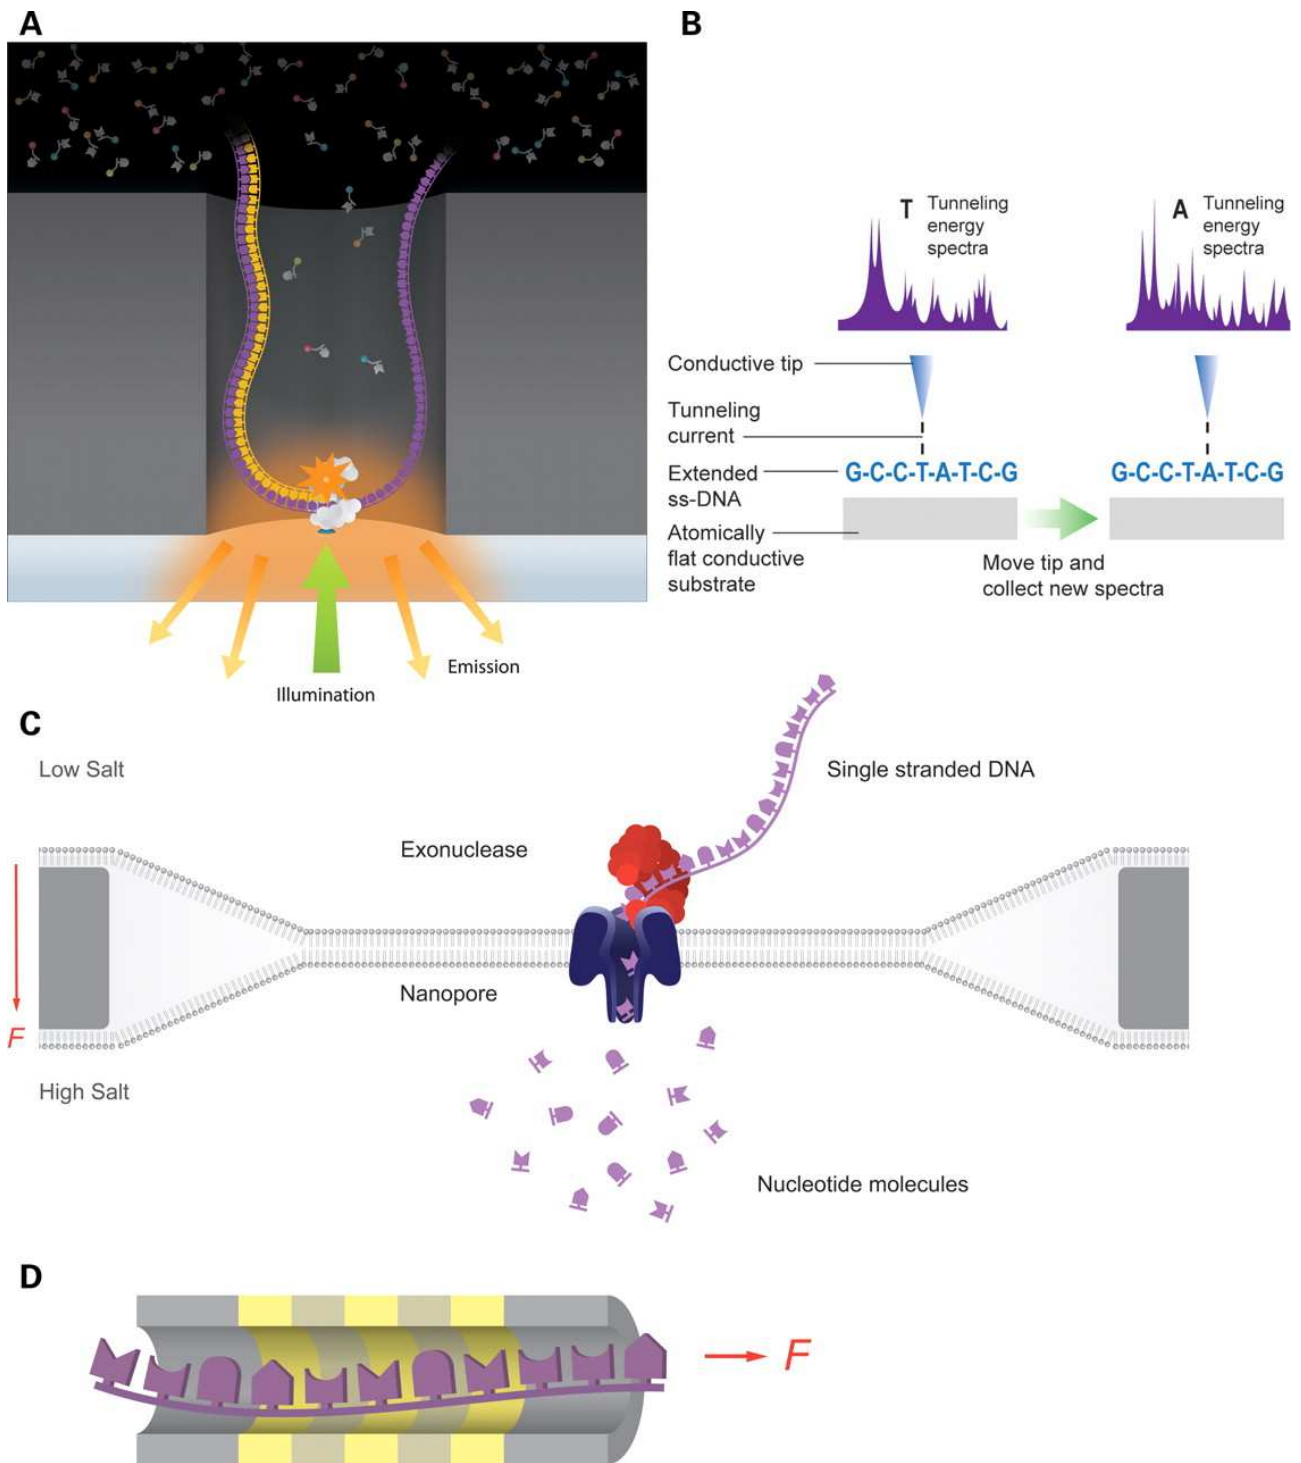 A
Illumination
Emission
B
T
Tunneling
energy
spectra
A
Tunneling
energy
spectra
Conductive tip
Tunneling
current
Extended
ss-DNA
G-C-C-T-A-T-C-G
G-C-C-T-A-T-C-G
Atomically
flat conductive
substrate
Move tip and
collect new spectra
C
Low Salt
Single stranded DNA
Exonuclease
Nanopore
F
High Salt
Nucleotide molecules
D
F